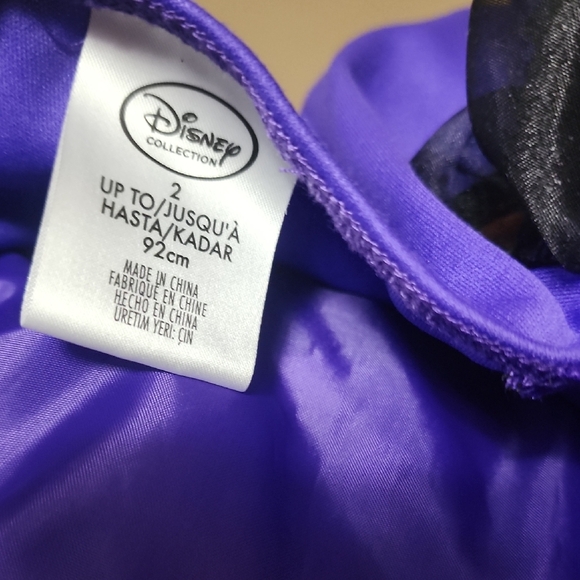 Disney
COLLECTION
2
UP TO/JUSQU'À
HASTA/KADAR
92cm
MADE IN CHINA
FABRIQUÉ EN CHINE
HECHO EN CHINA
ÜRETIM YERI: ÇIN